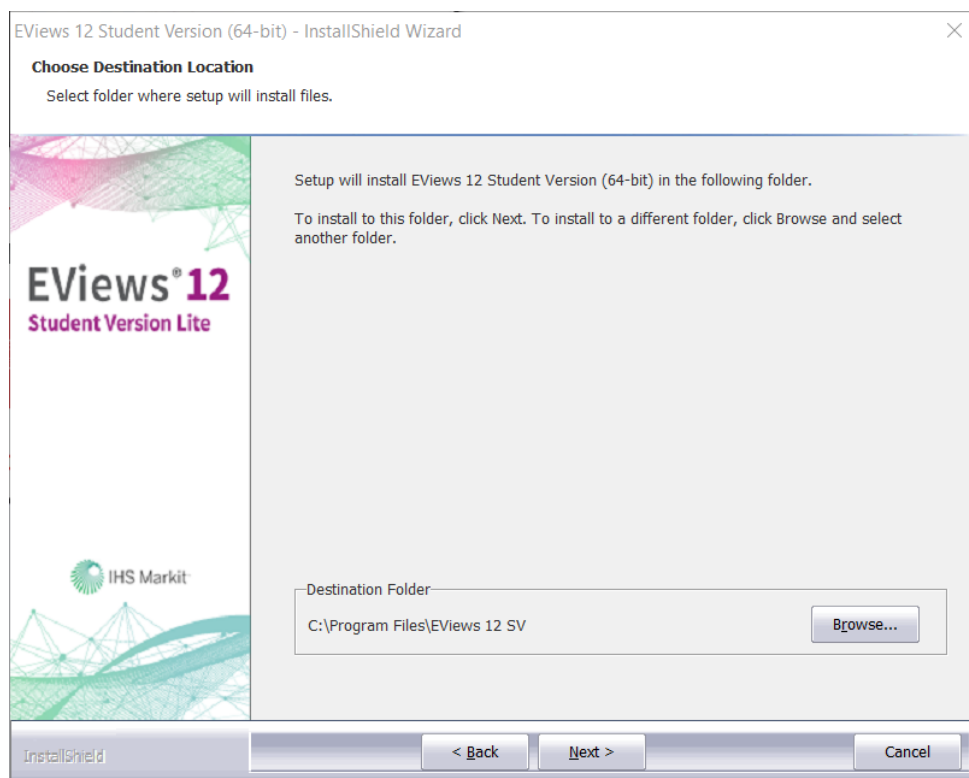 EViews 12 Student Version (64-bit) - InstallShield Wizard
Choose Destination Location
Select folder where setup will install files.
Setup will install EViews 12 Student Version (64-bit) in the following folder.
To install to this folder, click Next. To install to a different folder, click Browse and select
another folder.
EViews® 12
Student Version Lite
IHS Markit
Destination Folder
C:\Program Files\EViews 12 SV
Browse...
InstallShield
< Back
Next >
Cancel